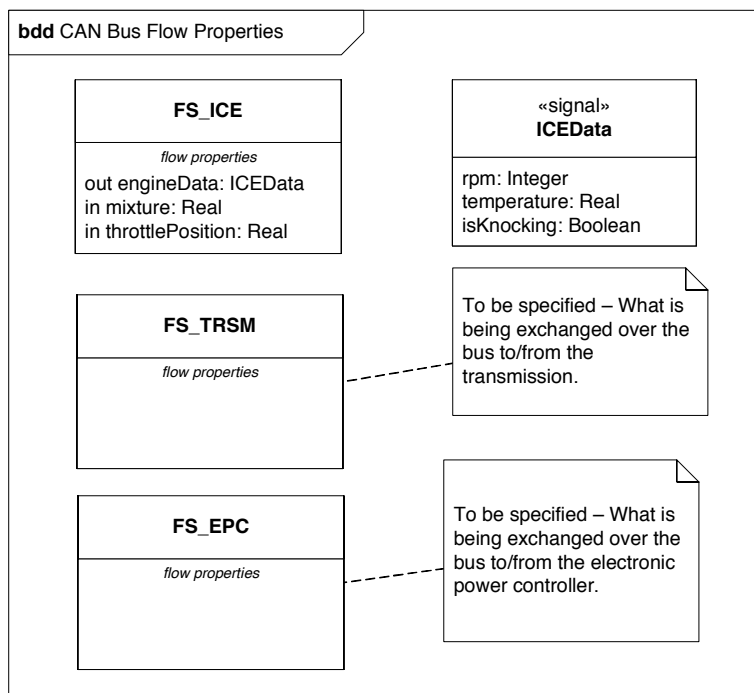 bdd CAN Bus Flow Properties
FS_ICE
flow properties
out engineData: ICEData
in mixture: Real
in throttlePosition: Real
«signal»
ICEData
rpm: Integer
temperature: Real
isKnocking: Boolean
FS_TRSM
flow properties
To be specified – What is
being exchanged over the
bus to/from the
transmission.
FS_EPC
flow properties
To be specified – What is
being exchanged over the
bus to/from the electronic
power controller.